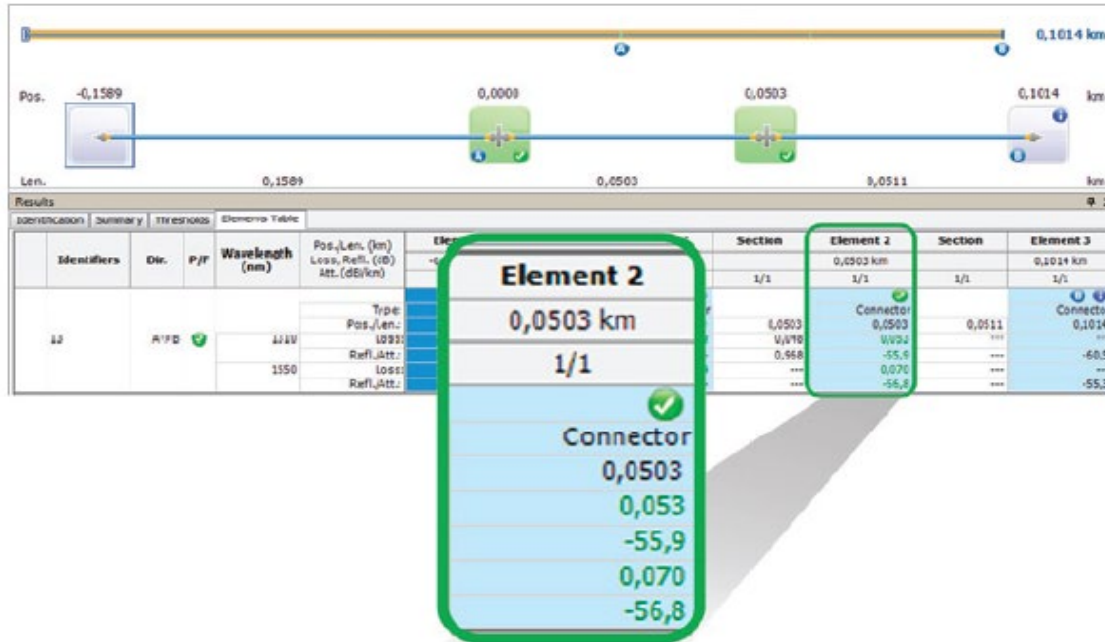 0,1014 km
A B
Pos. -0,1589 0,0000 0,0503 0,1014 km
A B
Len. 0,1589 0,0503 0,0511 km
Results
Identification Summary Thresholds Elements Table
Identifiers Dir. P/F Wavelength (nm) Pos./Len. (km) Section Element 2 Section Element 3
Loss, Refl. (dB) 0,0503 km 0,1014 km
Att. (dB/km) 1/1 1/1 1/1 1/1
Type: Connector Connector
Pos./Len.: 0,0503 0,0503 0,0511 0,1014
1310 Loss: 0,053 --- ---
Refl./Att.: 0,968 -55,9 --- -60,
1550 Loss: --- 0,070 --- ---
Refl./Att.: --- -56,8 --- -55,
Element 2
0,0503 km
1/1
Connector
0,0503
0,053
-55,9
0,070
-56,8